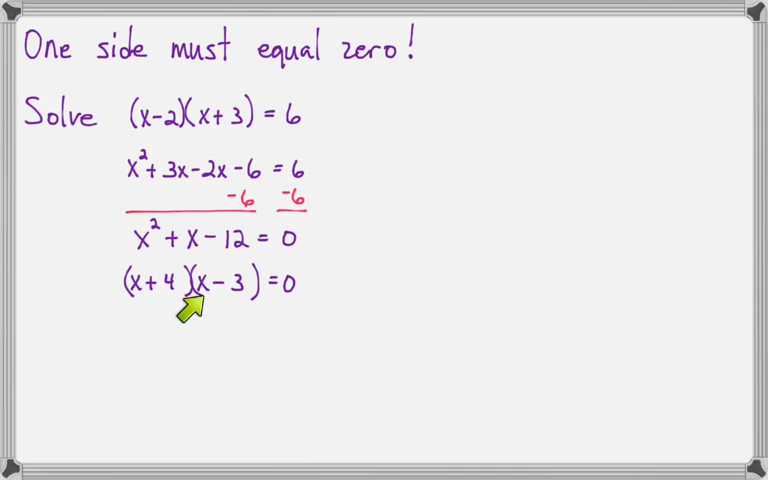 One side must equal zero!
Solve (x-2)(x+3) = 6
x²+3x-2x-6 = 6
-6 -6
x²+x-12 = 0
(x+4)(x-3) = 0